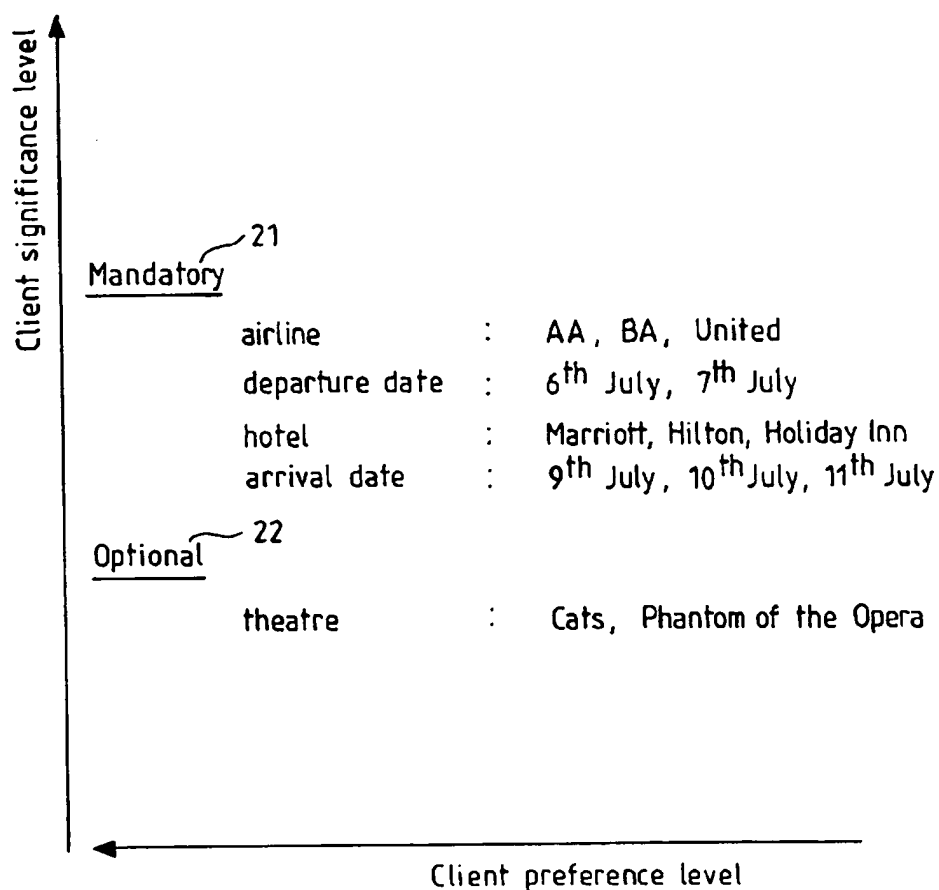 Client significance level
21
Mandatory
airline : AA, BA, United
departure date : 6th July, 7th July
hotel : Marriott, Hilton, Holiday Inn
arrival date : 9th July, 10th July, 11th July
22
Optional
theatre : Cats, Phantom of the Opera
Client preference level